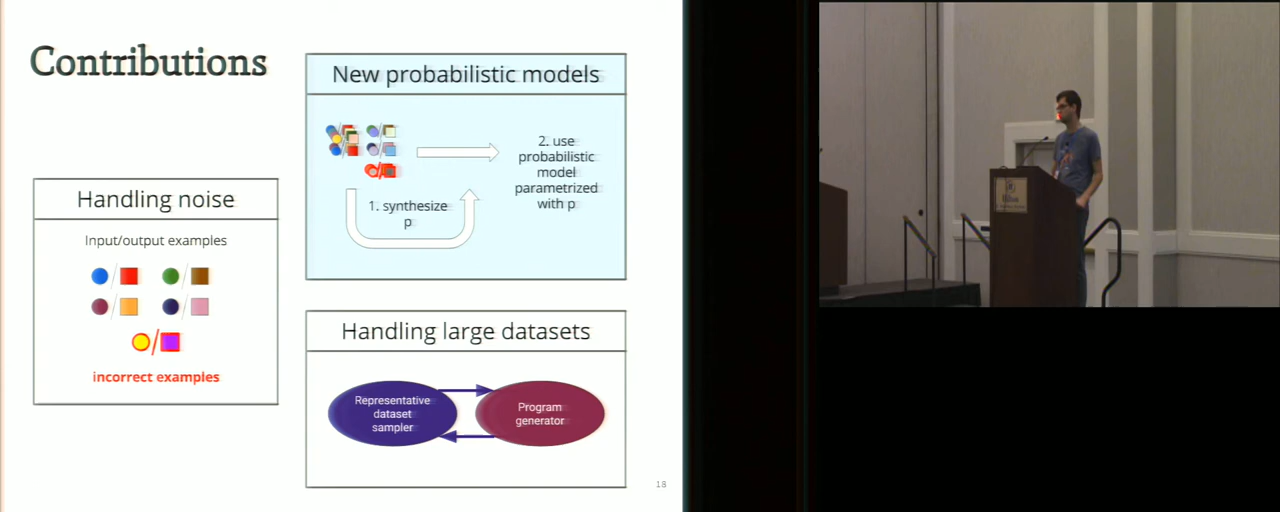 Contributions
New probabilistic models
2. use
probabilistic
model
parametrized
with p
1. synthesize
p
Handling noise
Input/output examples
incorrect examples
Handling large datasets
Representative
dataset
sampler
Program
generator
18
Hilton